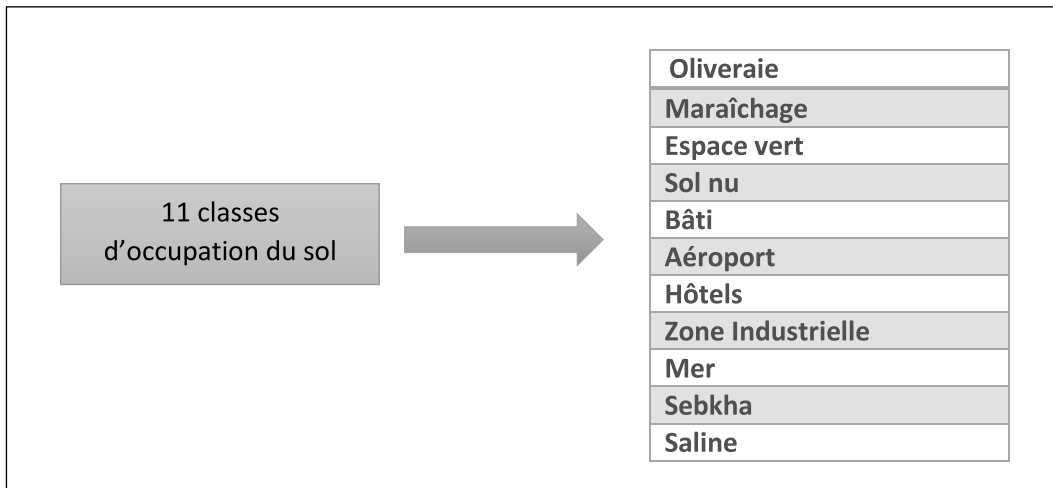 11 classes
d’occupation du sol
Oliveraie
Maraîchage
Espace vert
Sol nu
Bâti
Aéroport
Hôtels
Zone Industrielle
Mer
Sebkha
Saline